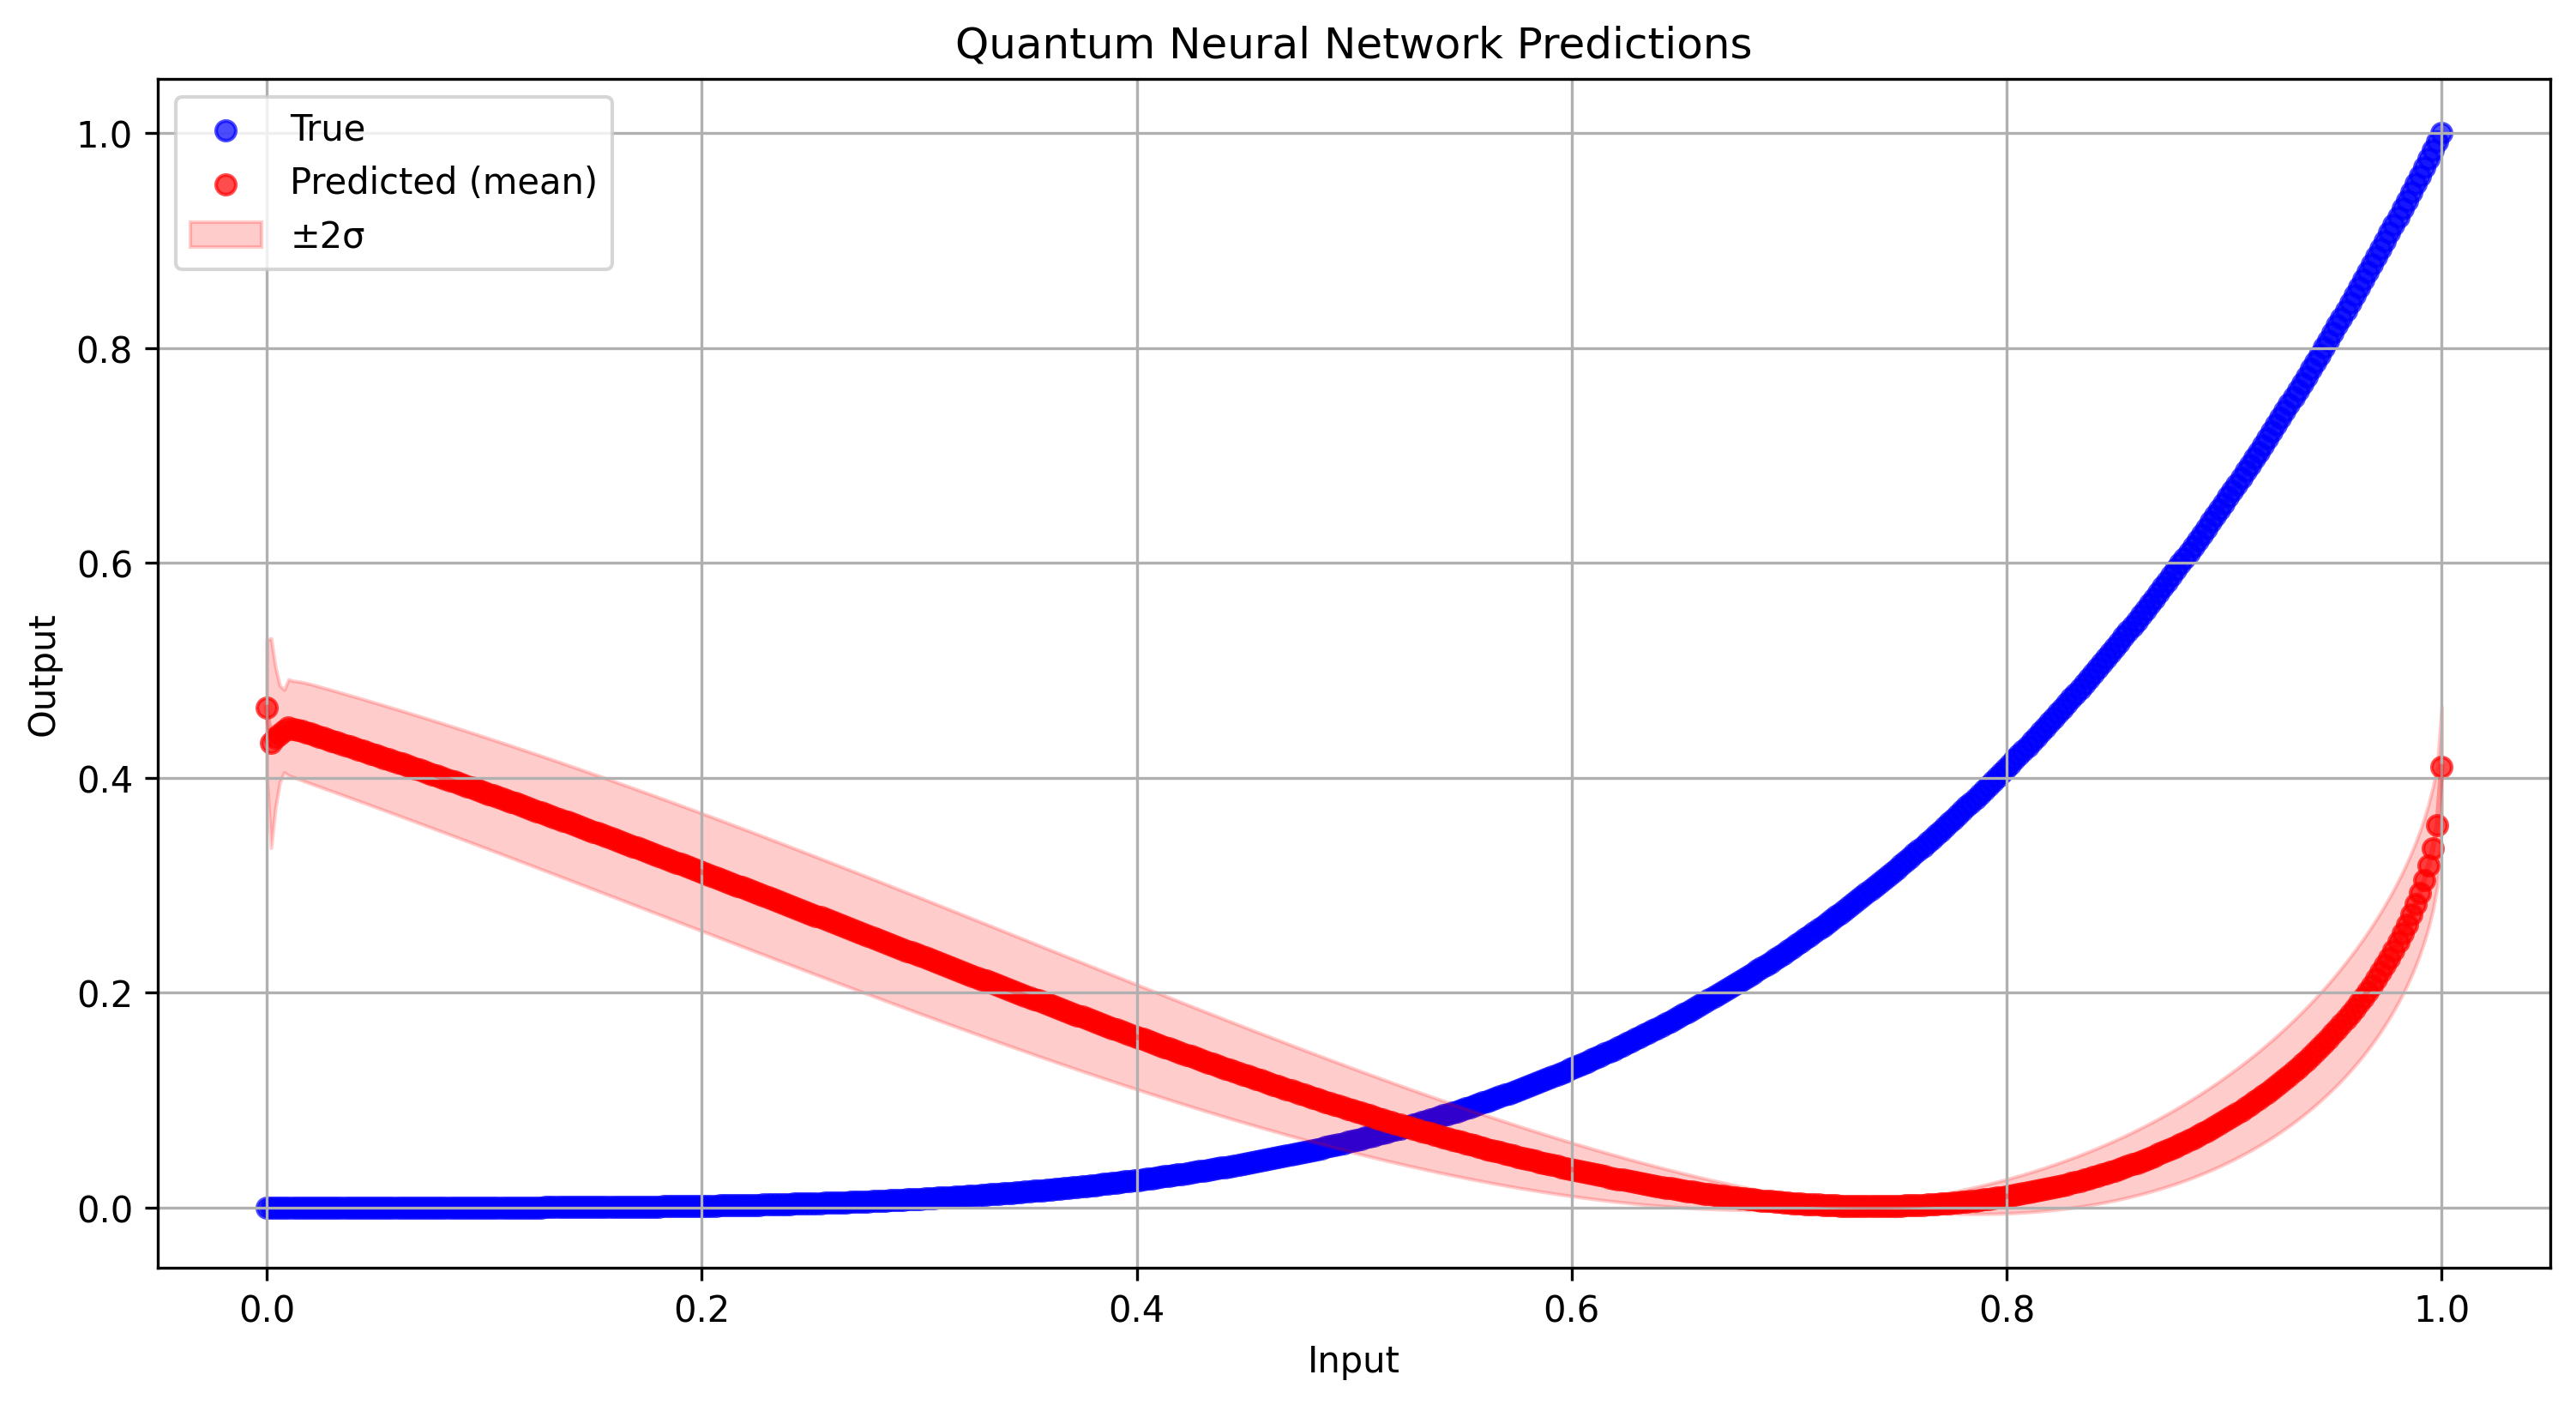 Quantum Neural Network Predictions
True
Predicted (mean)
±2σ
1.0
0.8
0.6
0.4
0.2
0.0
Output
0.0 0.2 0.4 0.6 0.8 1.0
Input